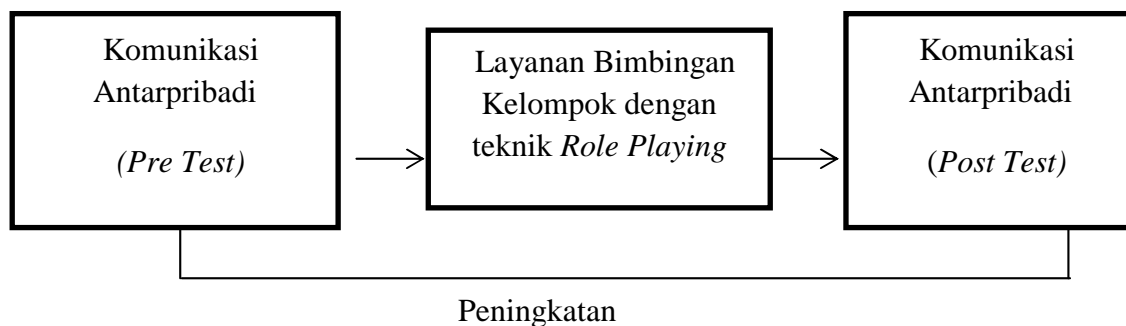 Komunikasi
Antarpribadi
(Pre Test)
Layanan Bimbingan
Kelompok dengan
teknik Role Playing
Komunikasi
Antarpribadi
(Post Test)
Peningkatan